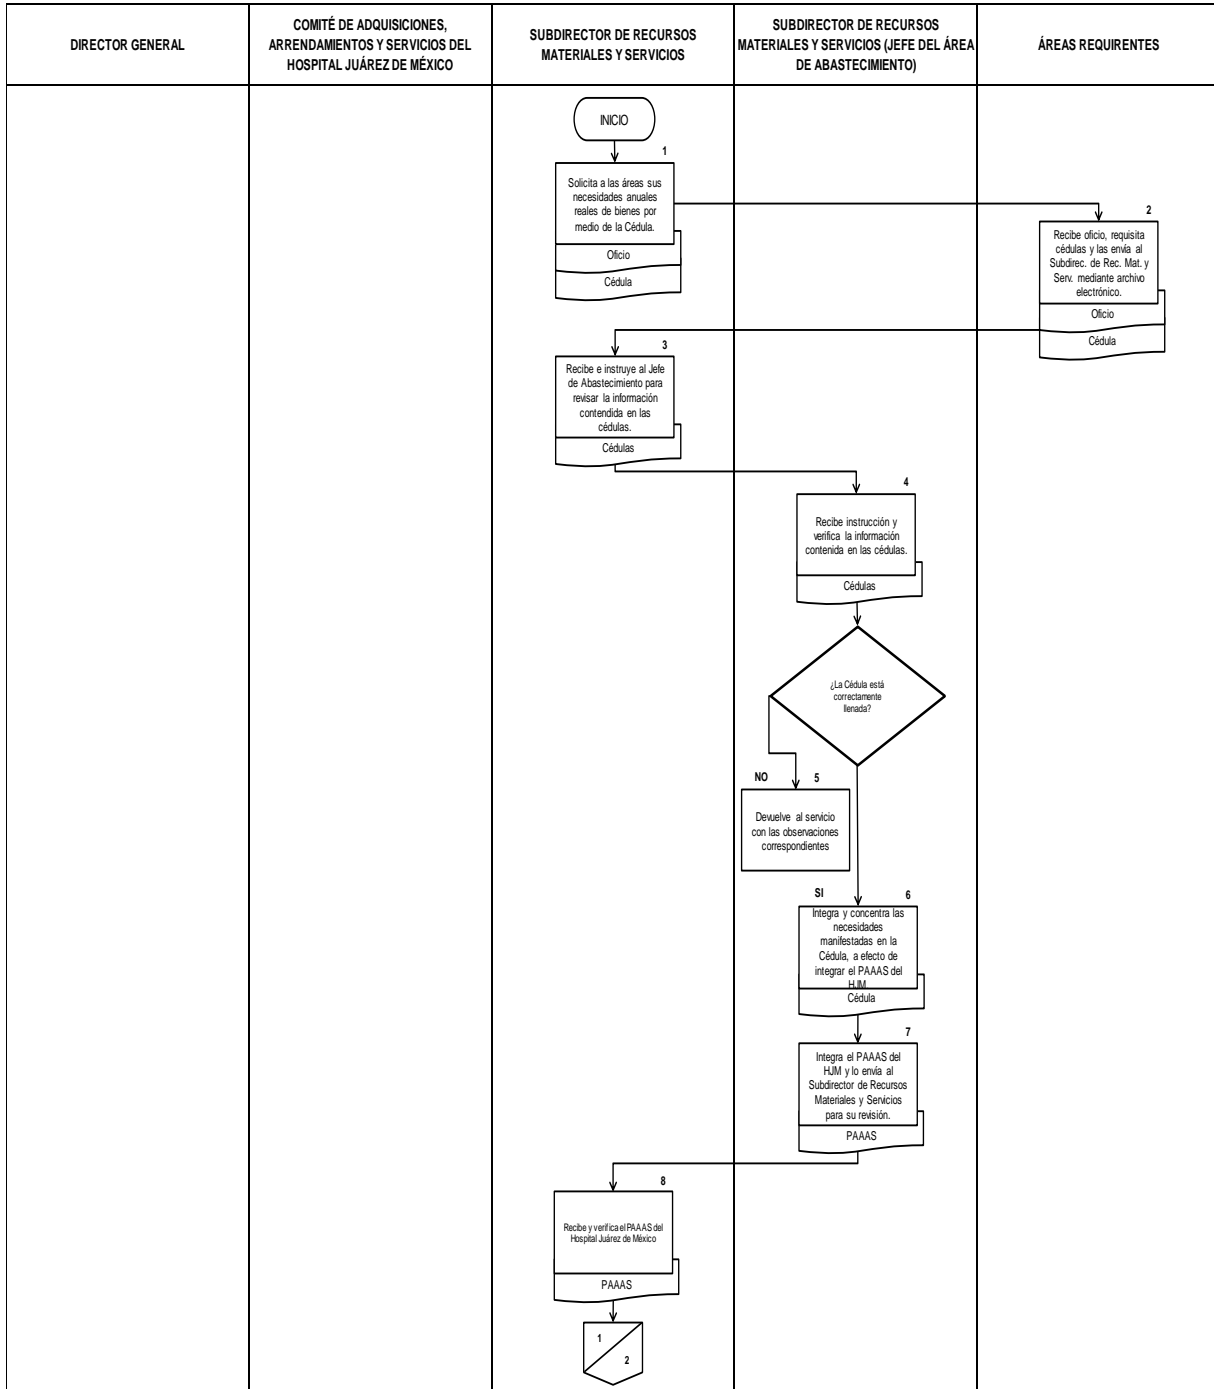 DIRECTOR GENERAL
COMITÉ DE ADQUISICIONES,
ARRENDAMIENTOS Y SERVICIOS DEL
HOSPITAL JUÁREZ DE MÉXICO
SUBDIRECTOR DE RECURSOS
MATERIALES Y SERVICIOS
SUBDIRECTOR DE RECURSOS
MATERIALES Y SERVICIOS (JEFE DEL ÁREA
DE ABASTECIMIENTO)
ÁREAS REQUIRENTES
INICIO
1
Solicita a las áreas sus
necesidades anuales
reales de bienes por
medio de la Cédula.
Oficio
Cédula
2
Recibe oficio, requisita
cédulas y las envía al
Subdirec. de Rec. Mat. y
Serv. mediante archivo
electrónico.
Oficio
Cédula
3
Recibe e instruye al Jefe
de Abastecimiento para
revisar la información
contendida en las
cédulas.
Cédulas
4
Recibe instrucción y
verifica la información
contenida en las cédulas.
Cédulas
¿La Cédula está
correctamente
llenada?
NO
5
Devuelve al servicio
con las observaciones
correspondientes
SI
6
Integra y concentra las
necesidades
manifestadas en la
Cédula, a efecto de
integrar el PAAAS del
HJM
Cédula
7
Integra el PAAAS del
HJM y lo envía al
Subdirector de Recursos
Materiales y Servicios
para su revisión.
PAAAS
8
Recibe y verifica el PAAAS del
Hospital Juárez de México
PAAAS
1
2